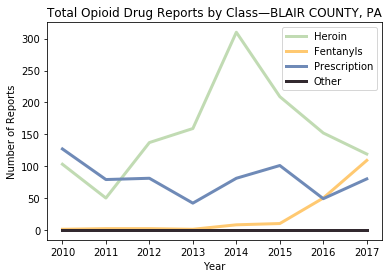 Total Opioid Drug Reports by Class—BLAIR COUNTY, PA
Heroin
Fentanyls
Prescription
Other
Number of Reports
300
250
200
150
100
50
0
2010 2011 2012 2013 2014 2015 2016 2017
Year